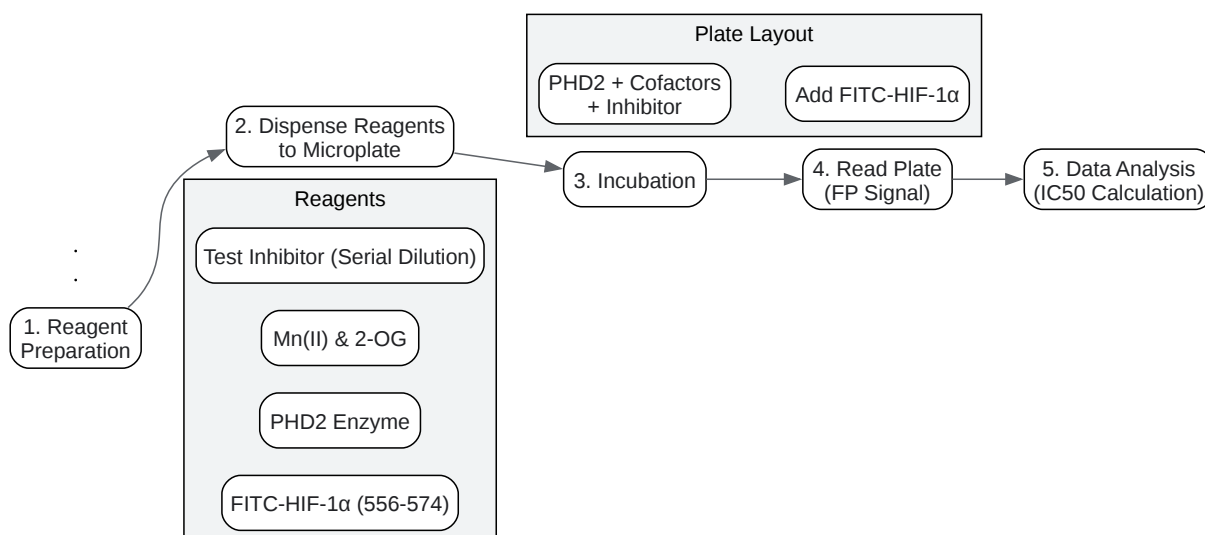 Plate Layout
PHD2 + Cofactors
+ Inhibitor
Add FITC-HIF-1α
2. Dispense Reagents
to Microplate
3. Incubation
4. Read Plate
(FP Signal)
5. Data Analysis
(IC50 Calculation)
Reagents
Test Inhibitor (Serial Dilution)
Mn(II) & 2-OG
PHD2 Enzyme
FITC-HIF-1α (556-574)
.
.
1. Reagent
Preparation